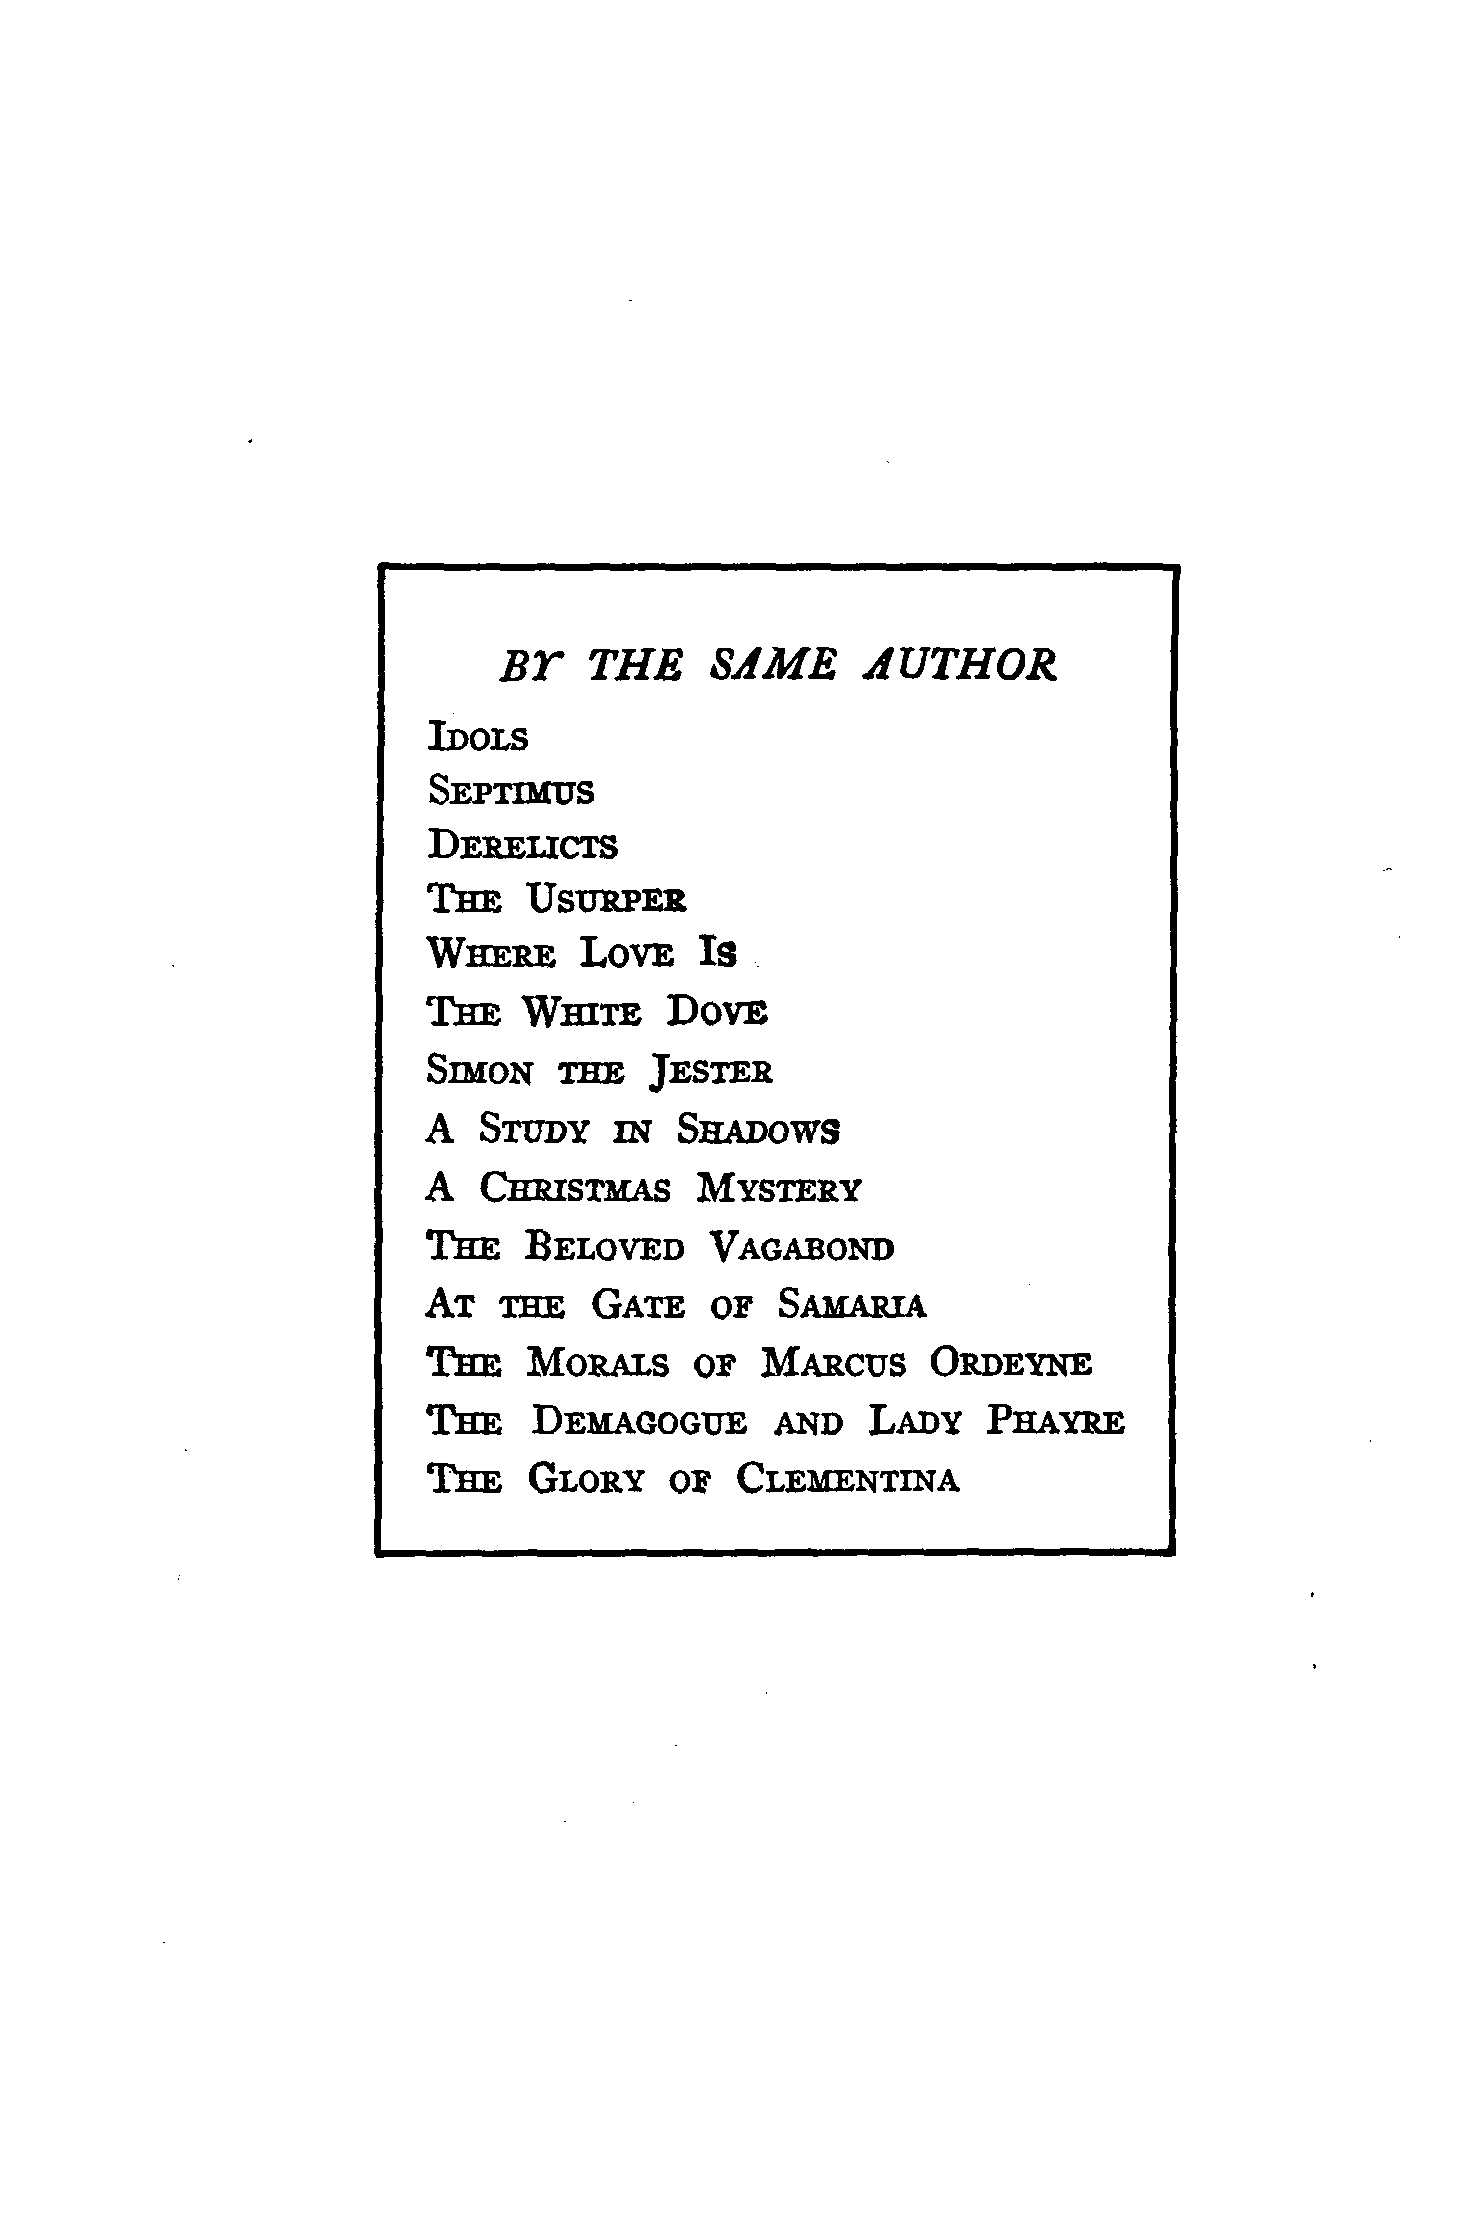 BY THE SAME AUTHOR
Idols
Septimus
Derelicts
The Usurper
Where Love Is
The White Dove
Simon the Jester
A Study in Shadows
A Christmas Mystery
The Beloved Vagabond
At the Gate of Samaria
The Morals of Marcus Ordeyne
The Demagogue and Lady Phayre
The Glory of Clementina